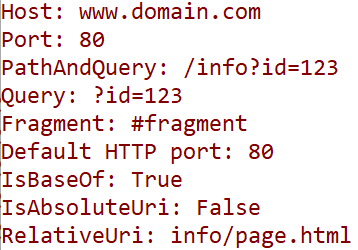 Host: www.domain.com
Port: 80
PathAndQuery: /info?id=123
Query: ?id=123
Fragment: #fragment
Default HTTP port: 80
IsBaseOf: True
IsAbsoluteUri: False
RelativeUri: info/page.html